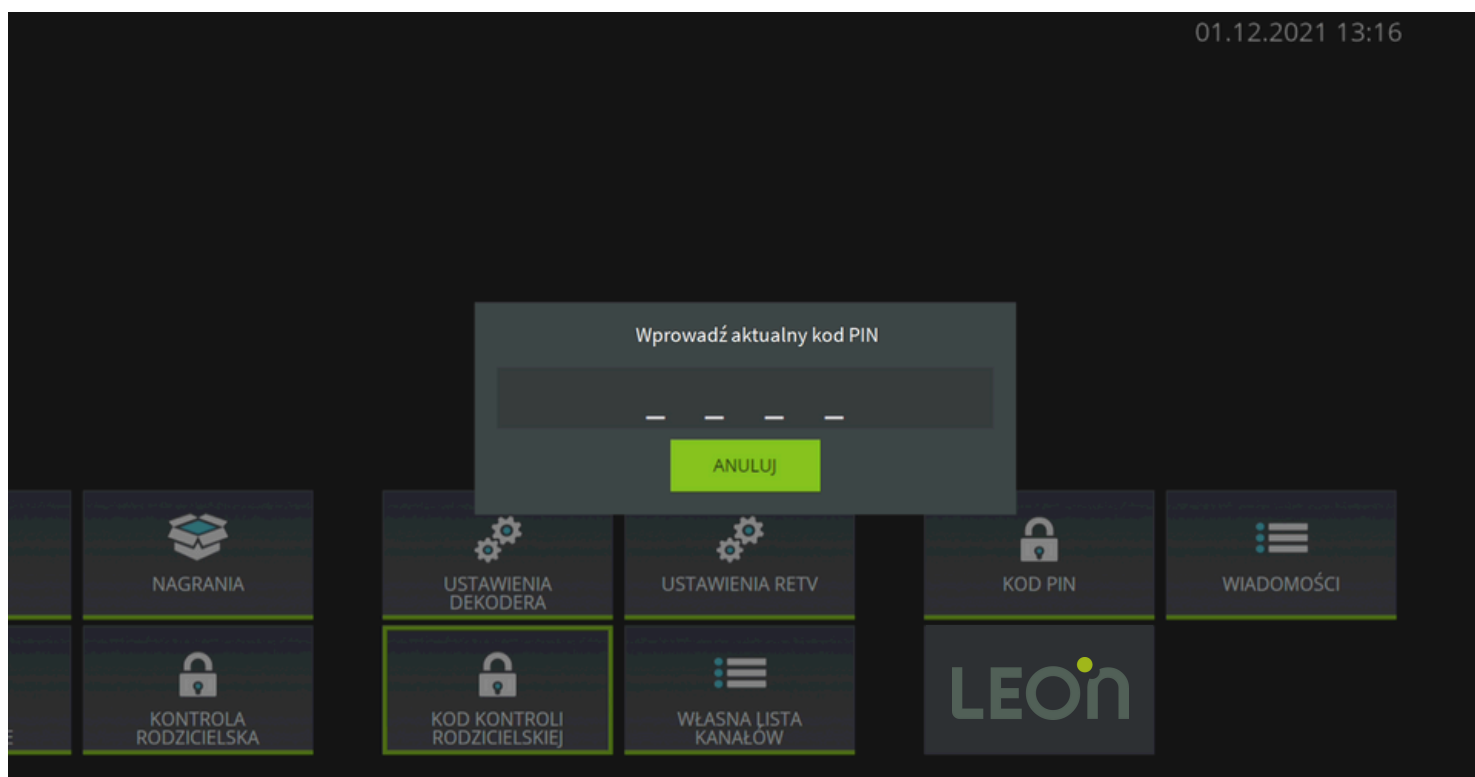 01.12.2021 13:16
Wprowadź aktualny kod PIN
ANULUJ
NAGRANIA
USTAWIENIA
DEKODERA
USTAWIENIA RETV
KOD PIN
WIADOMOŚCI
KONTROLA
RODZICIELSKA
KOD KONTROLI
RODZICIELSKIEJ
WŁASNA LISTA
KANAŁÓW
LEON